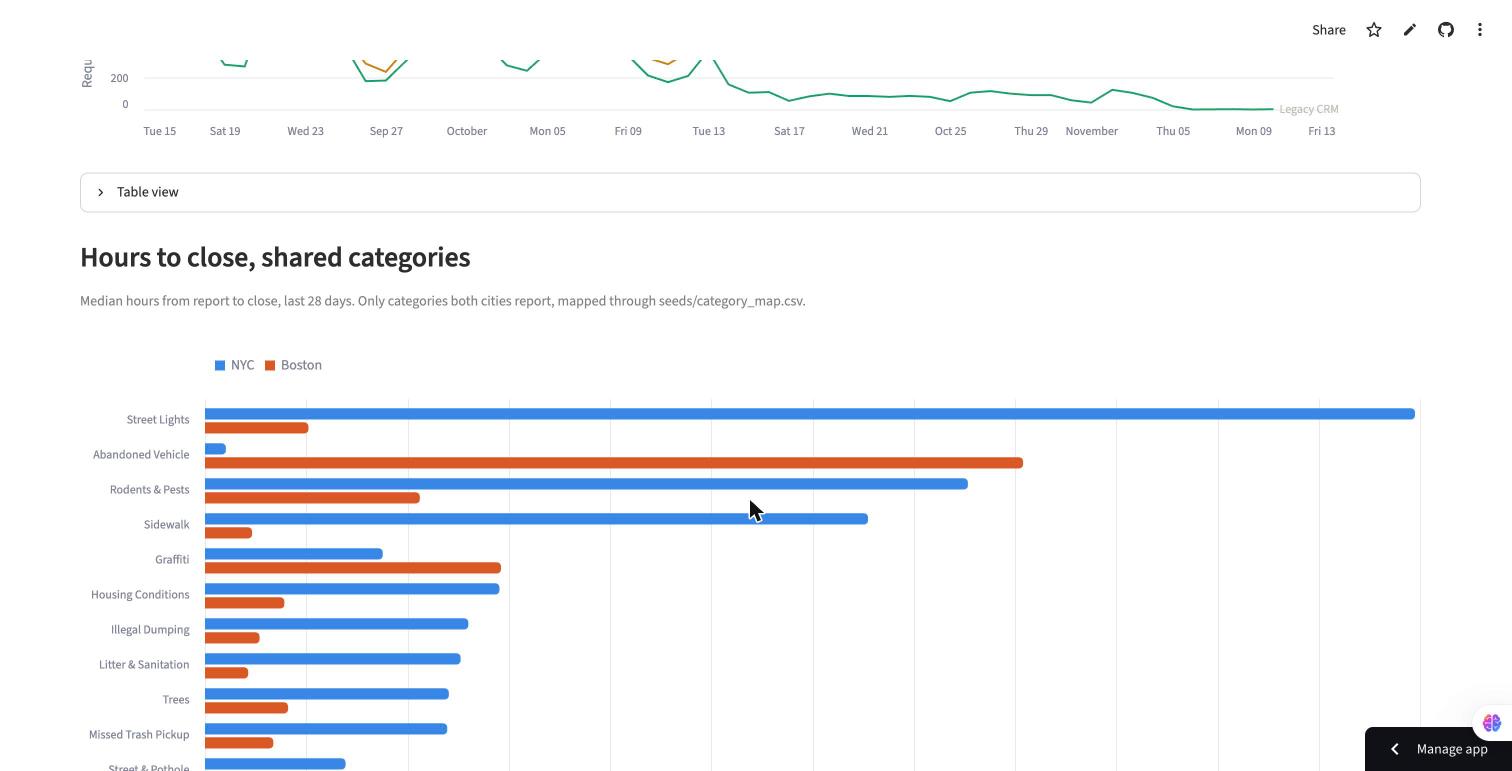 Share
Requ
200
0
Legacy CRM
Tue 15 Sat 19 Wed 23 Sep 27 October Mon 05 Fri 09 Tue 13 Sat 17 Wed 21 Oct 25 Thu 29 November Thu 05 Mon 09 Fri 13
Table view
Hours to close, shared categories
Median hours from report to close, last 28 days. Only categories both cities report, mapped through seeds/category_map.csv.
NYC Boston
Street Lights
Abandoned Vehicle
Rodents & Pests
Sidewalk
Graffiti
Housing Conditions
Illegal Dumping
Litter & Sanitation
Trees
Missed Trash Pickup
Manage app
Street & Pothole